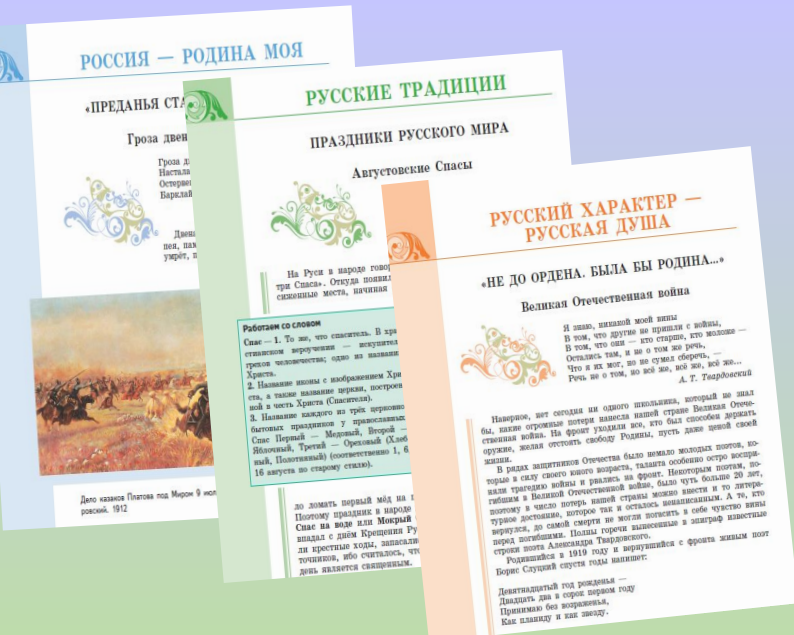 РОССИЯ — РОДИНА МОЯ
«ПРЕДАНЬЯ СТА
Гроза двен
Гроза д
Настала
Остерве
Барклай
Двена
пея, пав
умрёт, п
Дело казаков Платова под Миром 9 июл
ровский. 1912
РУССКИЕ ТРАДИЦИИ
ПРАЗДНИКИ РУССКОГО МИРА
Августовские Спасы
На Руси в народе говор
три Спаса». Откуда появил
сиженные места, начиная
Работаем со словом
Спас — 1. То же, что спаситель. В хри
стианском вероучении — искупител
грехов человечества; одно из названи
Христа.
2. Название иконы с изображением Хри
ста, а также название церкви, построен
ной в честь Христа (Спасителя).
3. Название каждого из трёх церковно
бытовых праздников у православных
Спас Первый — Медовый, Второй —
Яблочный, Третий — Ореховый (Хлеб
ный, Полотняный) (соответственно 1, 6,
16 августа по старому стилю).
ло ломать первый мёд на п
Поэтому праздник в народе
Спас на воде или Мокрый
впадал с днём Крещения Ру
ли крестные ходы, запасали
точников, ибо считалось, что
день является священным.
РУССКИЙ ХАРАКТЕР —
РУССКАЯ ДУША
«НЕ ДО ОРДЕНА. БЫЛА БЫ РОДИНА...»
Великая Отечественная война
Я знаю, никакой моей вины
В том, что другие не пришли с войны,
В том, что они — кто старше, кто моложе —
Остались там, и не о том же речь,
Что я их мог, но не сумел сберечь, —
Речь не о том, но всё же, всё же, всё же...
А. Т. Твардовский
Наверное, нет сегодня ни одного школьника, который не знал
бы, какие огромные потери нанесла нашей стране Великая Отече-
ственная война. На фронт уходили все, кто был способен держать
оружие, желая отстоять свободу Родины, пусть даже ценой своей
жизни.
В рядах защитников Отечества было немало молодых поэтов, ко-
торые в силу своего юного возраста, таланта особенно остро воспри-
няли трагедию войны и рвались на фронт. Некоторым поэтам, по-
гибшим в Великой Отечественной войне, было чуть больше 20 лет,
поэтому в число потерь нашей страны можно внести и то литера-
турное достояние, которое так и осталось ненаписанным. А те, кто
вернулся, до самой смерти не могли погасить в себе чувство вины
перед погибшими. Полны горечи вынесенные в эпиграф известные
строки поэта Александра Твардовского.
Родившийся в 1919 году и вернувшийся с фронта живым поэт
Борис Слуцкий спустя годы напишет:
Девятнадцатый год рожденья —
Двадцать два в сорок первом году
Принимаю без возраженья,
Как планиду и как звезду.